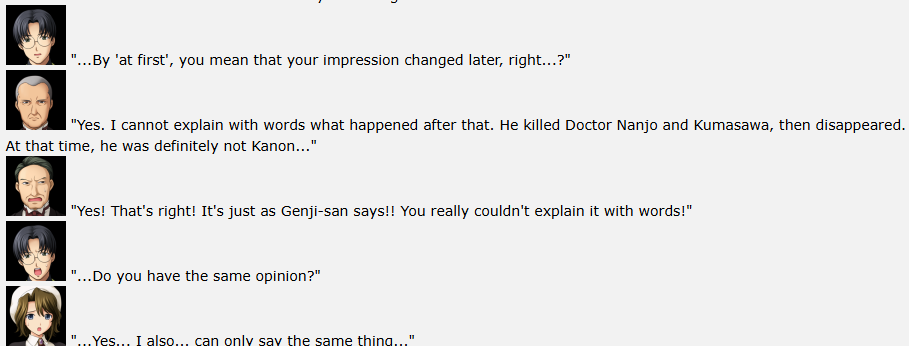 "...By 'at first', you mean that your impression changed later, right...?"
"Yes. I cannot explain with words what happened after that. He killed Doctor Nanjo and Kumasawa, then disappeared.
At that time, he was definitely not Kanon..."
"Yes! That's right! It's just as Genji-san says!! You really couldn't explain it with words!"
"...Do you have the same opinion?"
"...Yes... I also... can only say the same thing..."